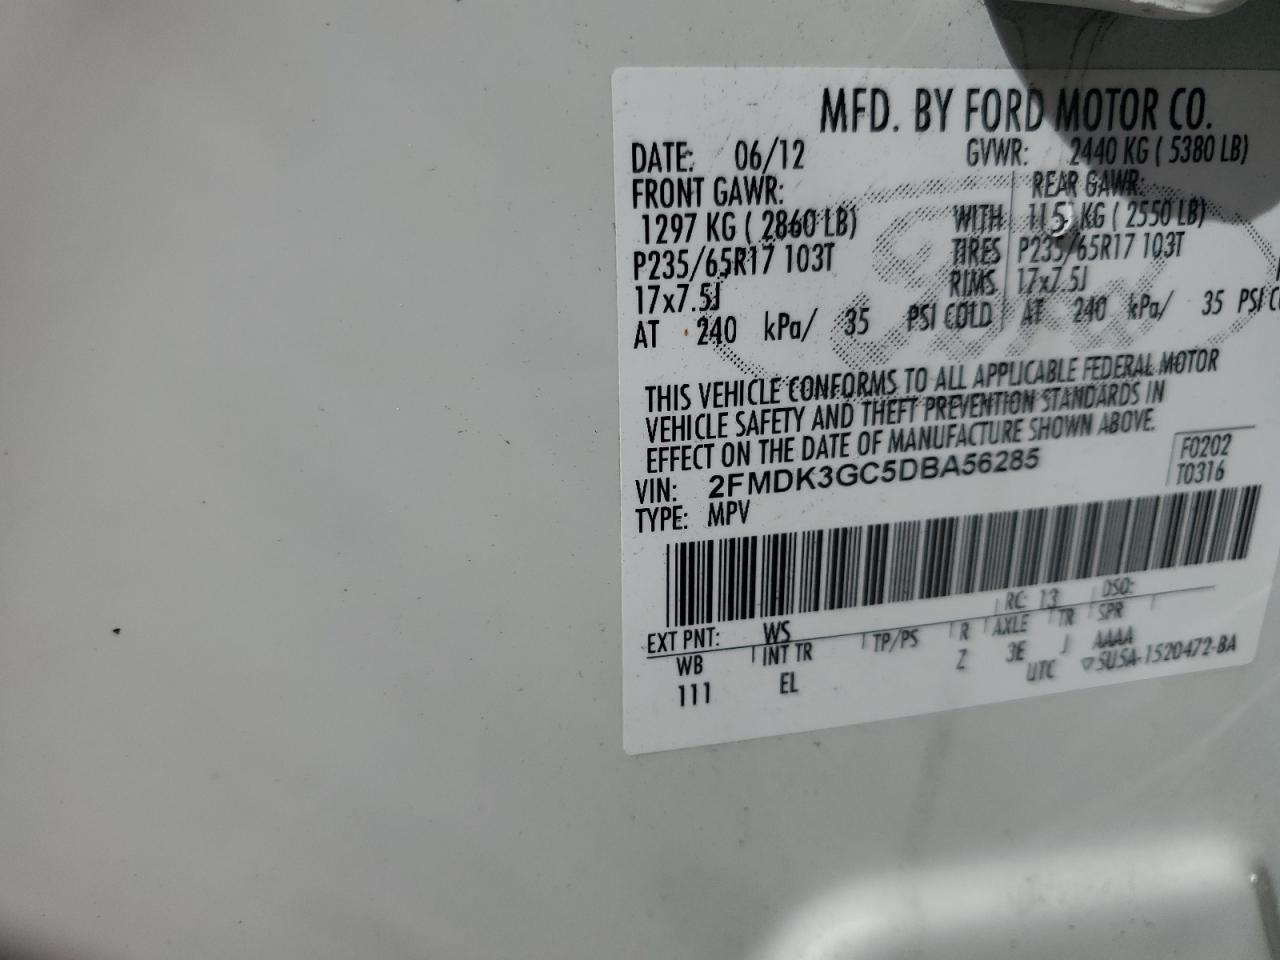 MFD. BY FORD MOTOR CO.
DATE: 06/12 GVWR: 2440 KG ( 5380 LB)
FRONT GAWR: REAR GAWR:
1297 KG ( 2860 LB) WITH KG ( 2550 LB)
P235/65R17 103T TIRES P235/65R17 103T
17x7.5J RIMS 17x7.5J
AT 240 kPa/ 35 PSI COLD AT 240 kPa/ 35 PSI
THIS VEHICLE CONFORMS TO ALL APPLICABLE FEDERAL MOTOR
VEHICLE SAFETY AND THEFT PREVENTION STANDARDS IN
EFFECT ON THE DATE OF MANUFACTURE SHOWN ABOVE.
VIN: 2FMDK3GC5DBA56285 F0202
TYPE: MPV T0316
RC: 13 DSO:
EXT PNT: WS
WB INT TR TP/PS R AXLE TR SPR
111 EL Z 3E J AAAA
UTC ▽5U5A-1520472-BA